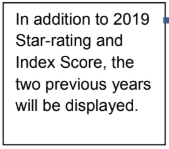 In addition to 2019
Star-rating and
Index Score, the
two previous years
will be displayed.